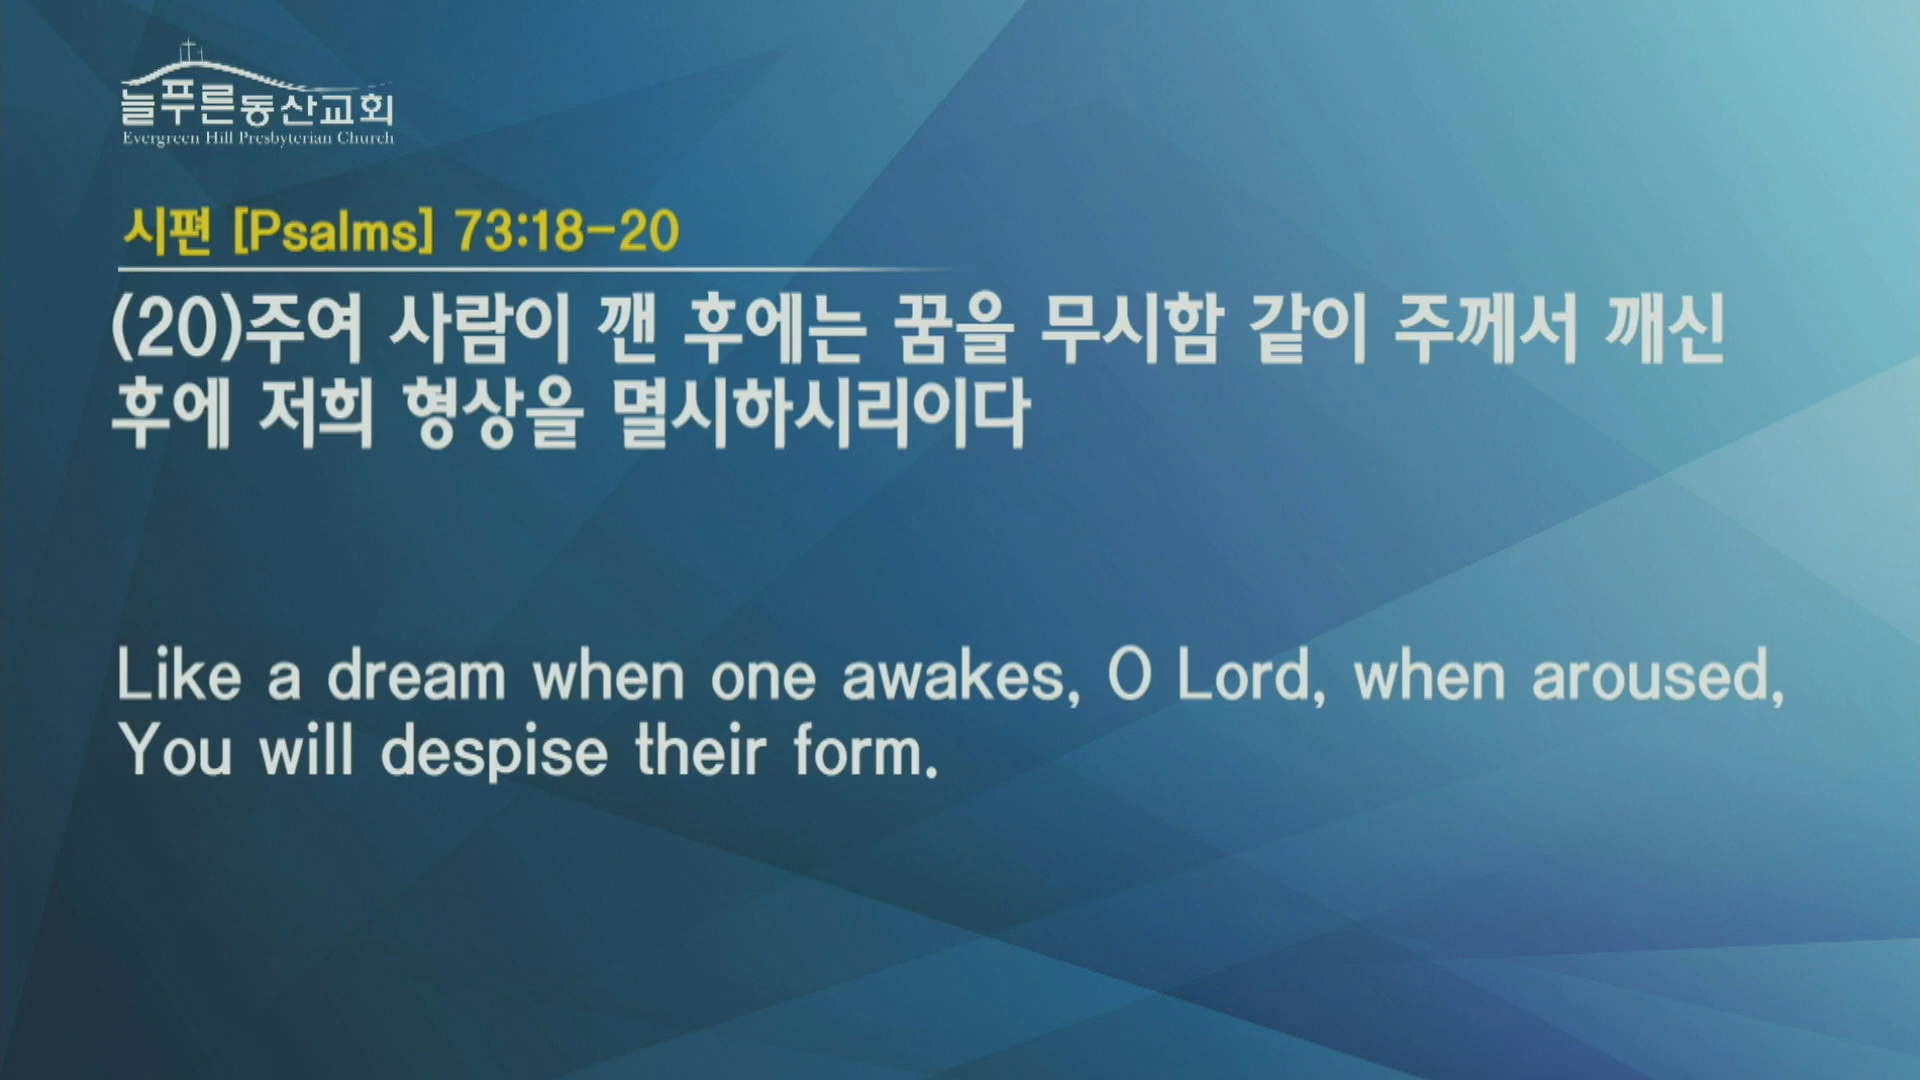 늘푸른동산교회
Evergreen Hill Presbyterian Church
시편 [Psalms] 73:18-20
(20)주여 사람이 깬 후에는 꿈을 무시함 같이 주께서 깨신
후에 저희 형상을 멸시하시리이다
Like a dream when one awakes, O Lord, when aroused,
You will despise their form.